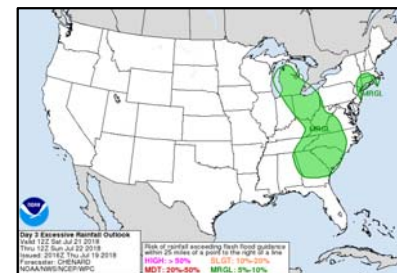 MRGL
MRGL
Day 3 Excessive Rainfall Outlook
Valid 12Z Sat Jul 21 2018
Thru 12Z Sun Jul 22 2018
Issued: 2018Z Thu Jul 19 2018
Forecaster: CHENARD
NOAA/NWS/NCEP/WPC
Risk of rainfall exceeding flash flood guidance
within 25 miles of a point to the right of a line
HIGH: > 50% SLGT: 10%-20%
MDT: 20%-50% MRGL: 5%-10%